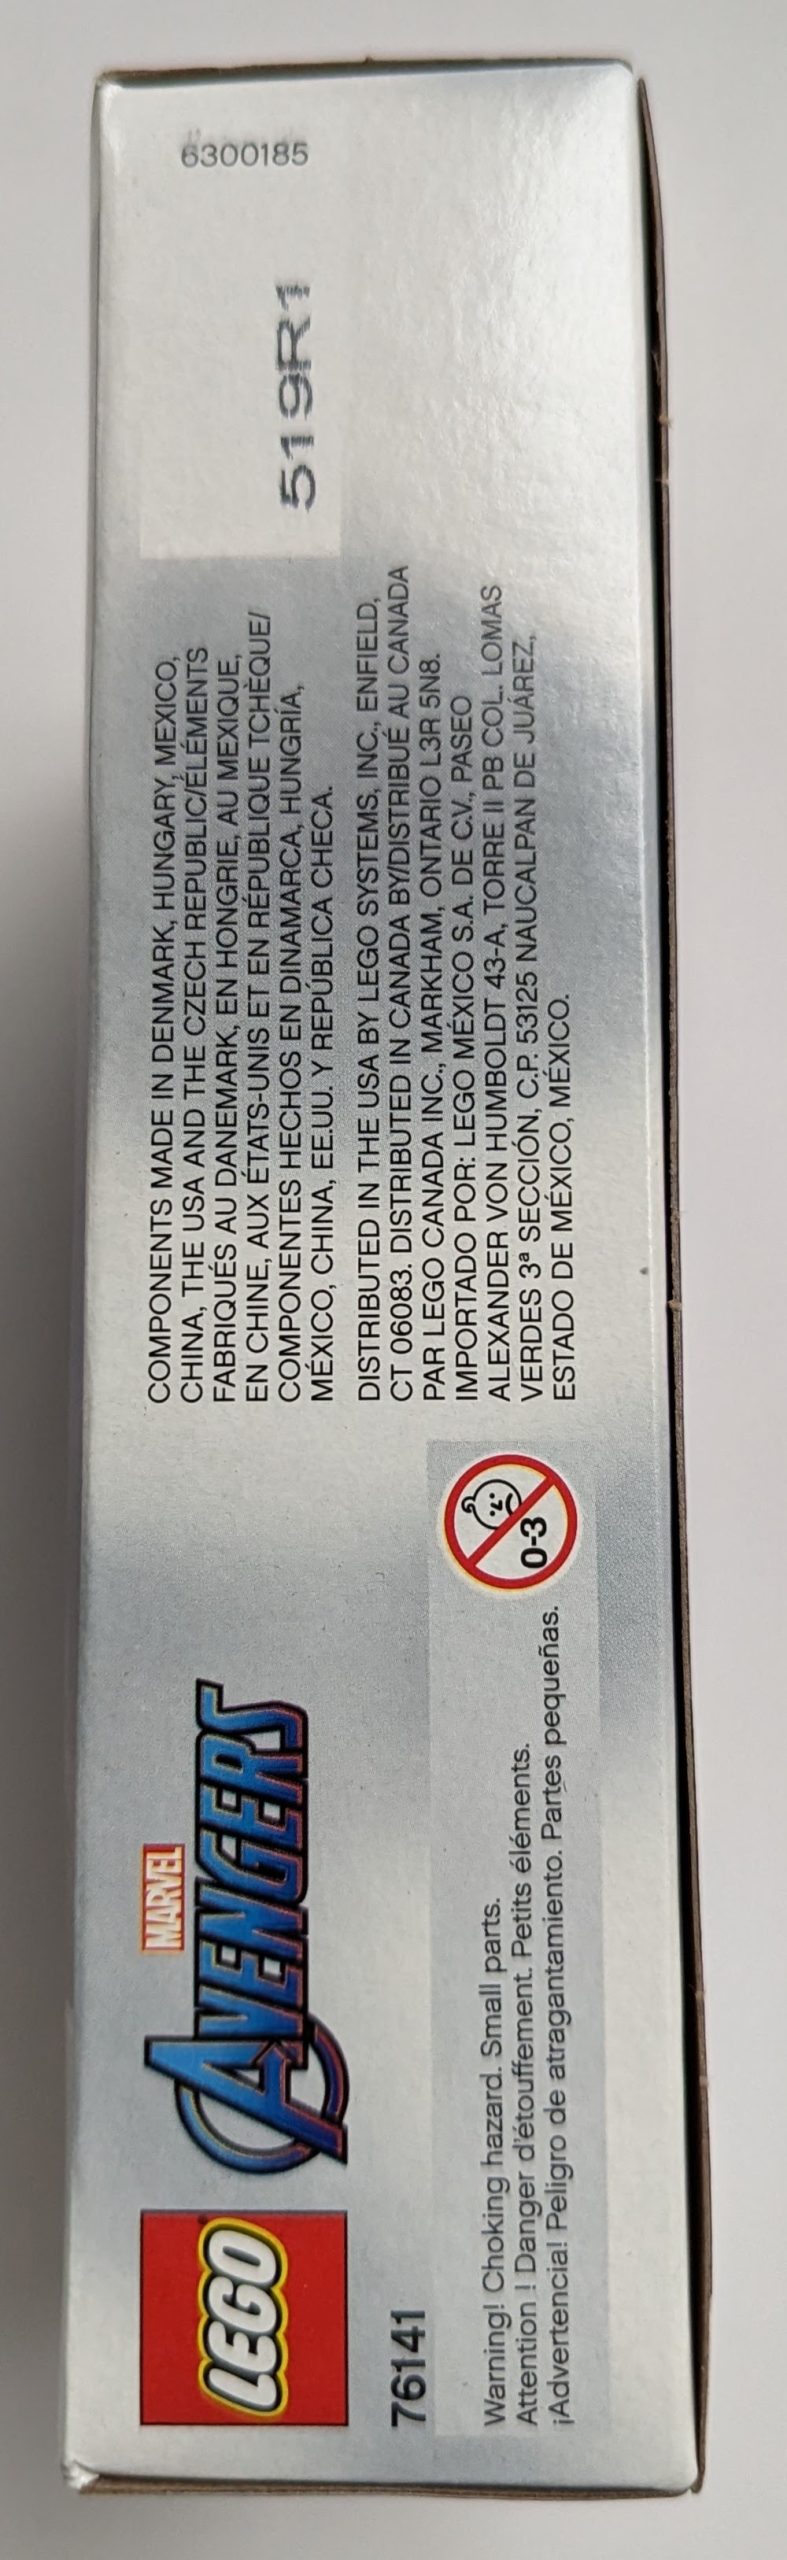 LEGO
MARVEL
AVENGERS
76141
Warning! Choking hazard. Small parts.
Attention ! Danger d'étouffement. Petits éléments.
¡Advertencia! Peligro de atragantamiento. Partes pequeñas.
0-3
COMPONENTS MADE IN DENMARK, HUNGARY, MEXICO,
CHINA, THE USA AND THE CZECH REPUBLIC/ÉLÉMENTS
FABRIQUÉS AU DANEMARK, EN HONGRIE, AU MEXIQUE,
EN CHINE, AUX ÉTATS-UNIS ET EN RÉPUBLIQUE TCHÈQUE/
COMPONENTES HECHOS EN DINAMARCA, HUNGRÍA,
MÉXICO, CHINA, EE.UU. Y REPÚBLICA CHECA.
DISTRIBUTED IN THE USA BY LEGO SYSTEMS, INC., ENFIELD,
CT 06083. DISTRIBUTED IN CANADA BY/DISTRIBUÉ AU CANADA
PAR LEGO CANADA INC., MARKHAM, ONTARIO L3R 5N8.
IMPORTADO POR: LEGO MÉXICO S.A. DE C.V., PASEO
ALEXANDER VON HUMBOLDT 43-A, TORRE II PB COL. LOMAS
VERDES 3ª SECCIÓN, C.P. 53125 NAUCALPAN DE JUÁREZ,
ESTADO DE MÉXICO, MÉXICO.
519R1
6300185